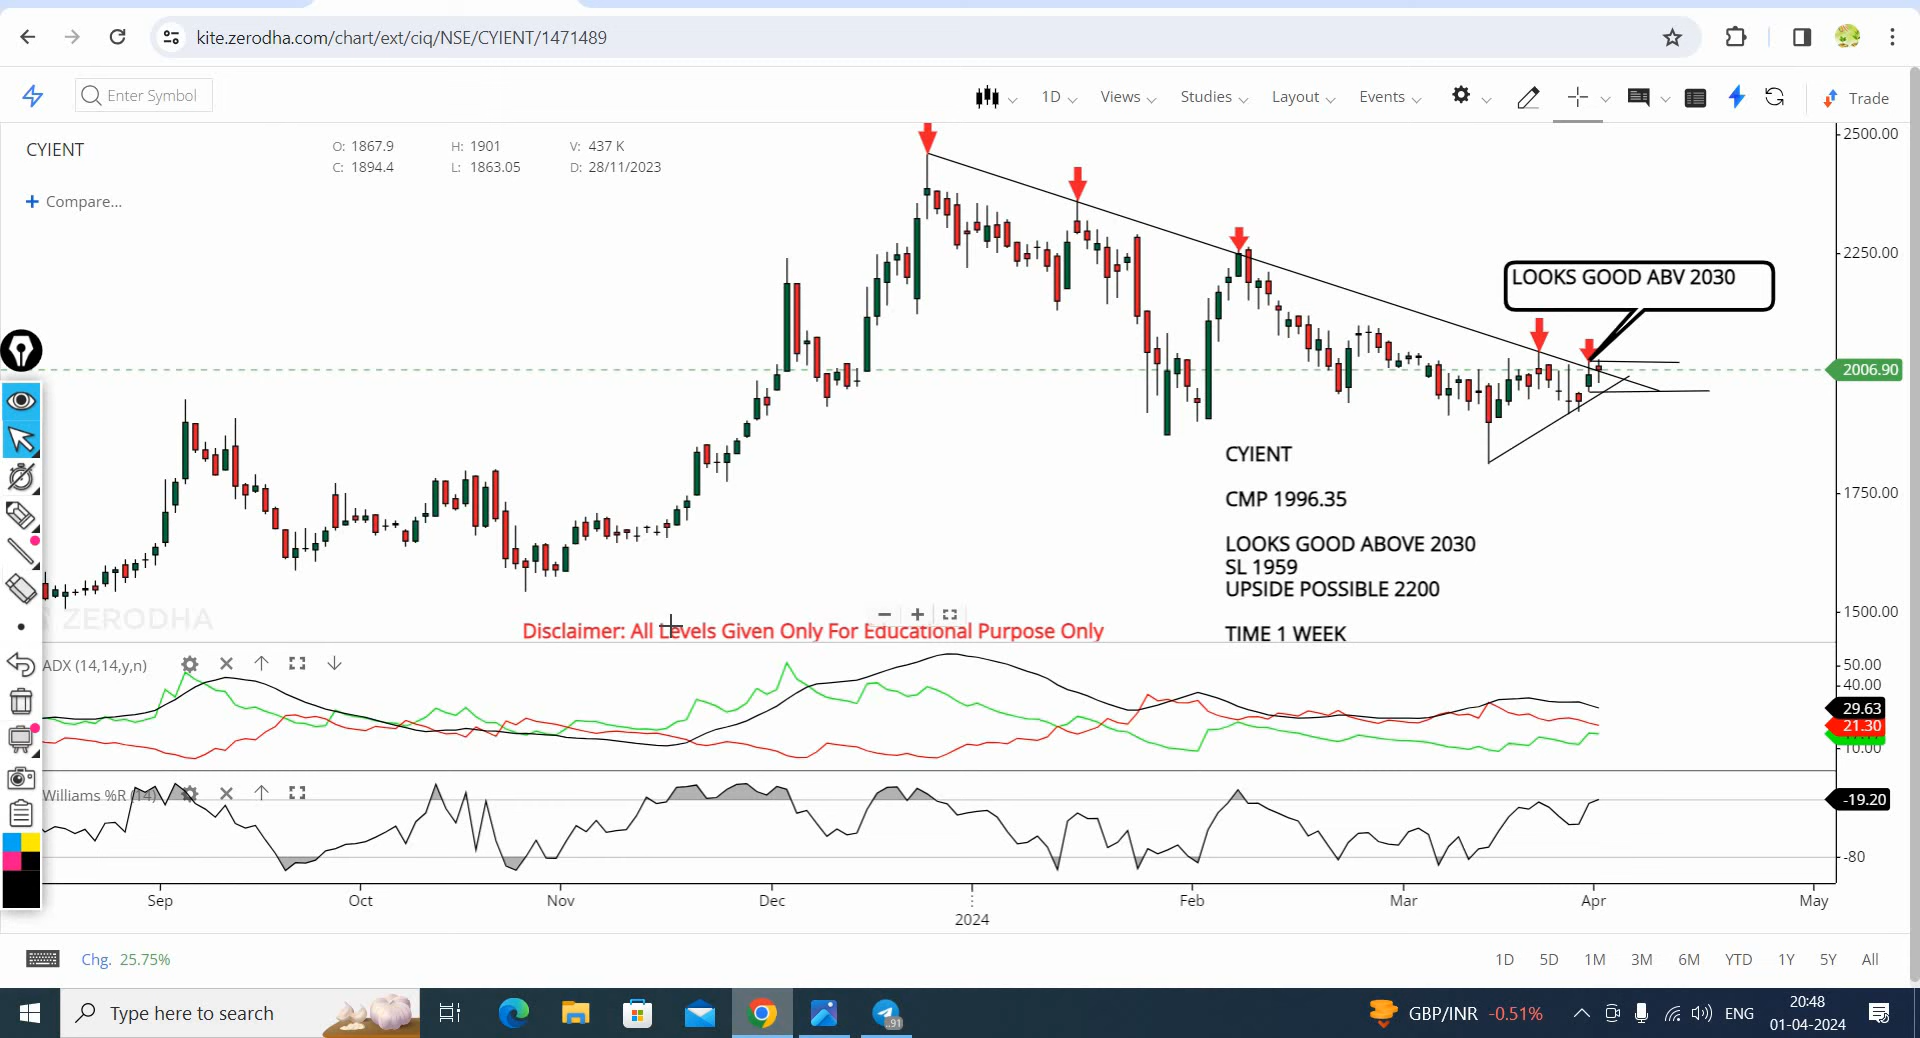 kite.zerodha.com/chart/ext/ciq/NSE/CYIENT/1471489
Enter Symbol
1D
Views
Studies
Layout
Events
Trade
CYIENT
O: 1867.9 H: 1901 V: 437 K
C: 1894.4 L: 1863.05 D: 28/11/2023
+ Compare...
2500.00
2250.00
LOOKS GOOD ABV 2030
2006.90
1750.00
1500.00
CYIENT
CMP 1996.35
LOOKS GOOD ABOVE 2030
SL 1959
UPSIDE POSSIBLE 2200
TIME 1 WEEK
ZERODHA
Disclaimer: All Levels Given Only For Educational Purpose Only
ADX (14,14,y,n)
50.00
40.00
29.63
21.30
10.00
Williams %R (14)
-19.20
-80
Sep Oct Nov Dec 2024 Feb Mar Apr May
Chg. 25.75%
1D 5D 1M 3M 6M YTD 1Y 5Y All
Type here to search
91
GBP/INR -0.51%
ENG
20:48
01-04-2024